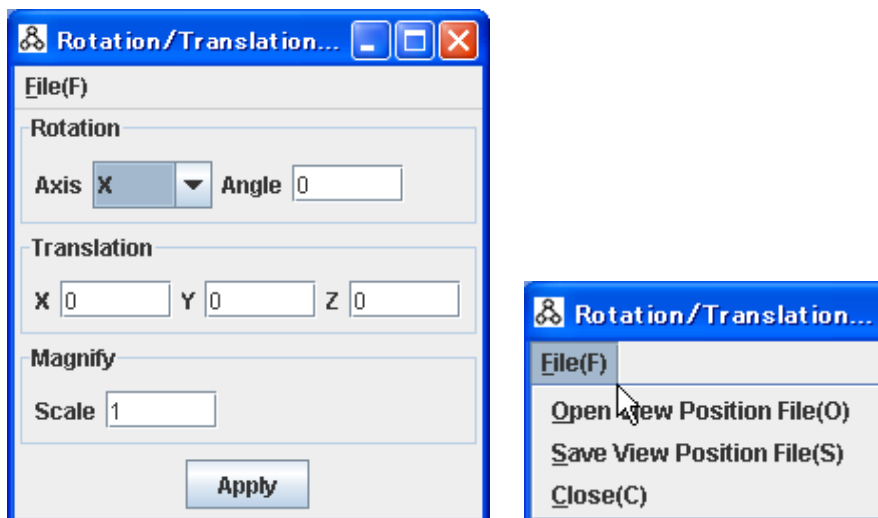 Rotation/Translation...
File(F)
Rotation
Axis X Angle 0
Translation
X 0 Y 0 Z 0
Magnify
Scale 1
Apply
Rotation/Translation...
File(F)
Open View Position File(O)
Save View Position File(S)
Close(C)